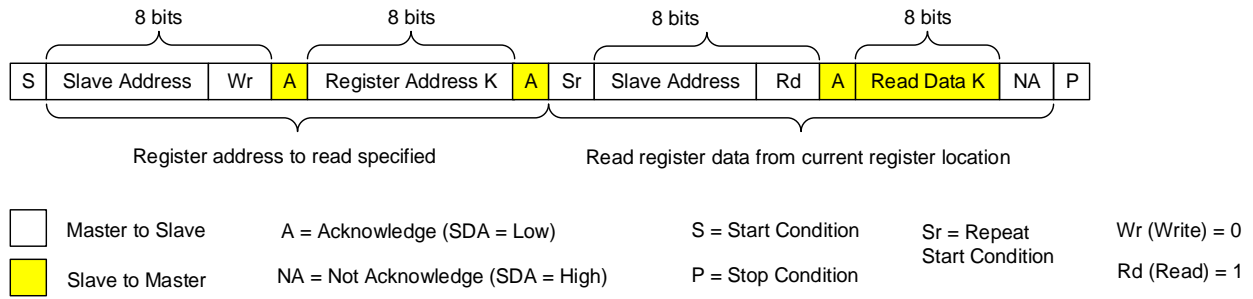 8 bits 8 bits 8 bits 8 bits
S Slave Address Wr A Register Address K A Sr Slave Address Rd A Read Data K NA P
Register address to read specified Read register data from current register location
Master to Slave A = Acknowledge (SDA = Low) S = Start Condition Sr = Repeat Wr (Write) = 0
Start Condition
Slave to Master NA = Not Acknowledge (SDA = High) P = Stop Condition Rd (Read) = 1